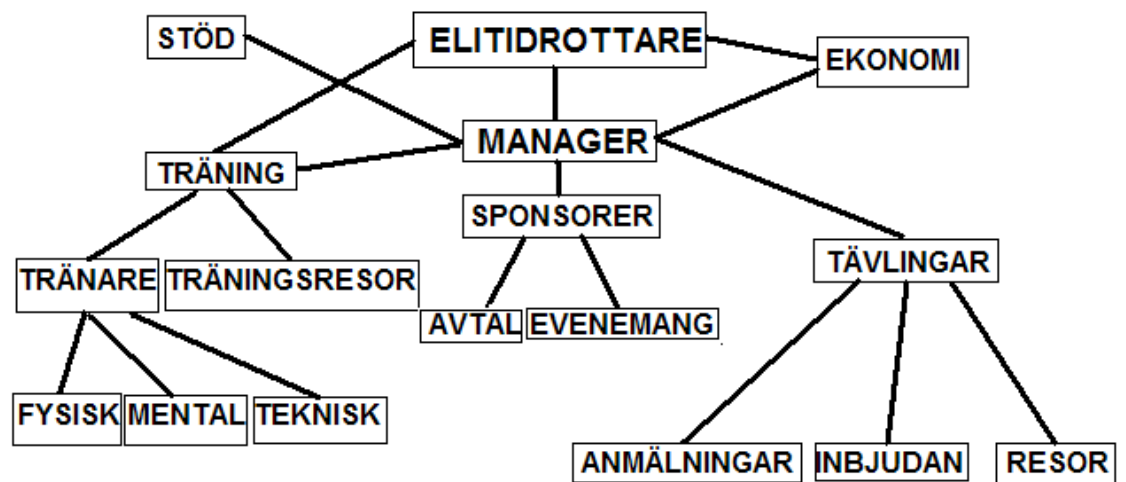 STÖD
ELITIDROTTARE
EKONOMI
MANAGER
TRÄNING
SPONSORER
TÄVLINGAR
TRÄNARE
TRÄNINGSRESOR
AVTAL
EVENEMANG
FYSISK
MENTAL
TEKNISK
ANMÄLNINGAR
INBJUDAN
RESOR